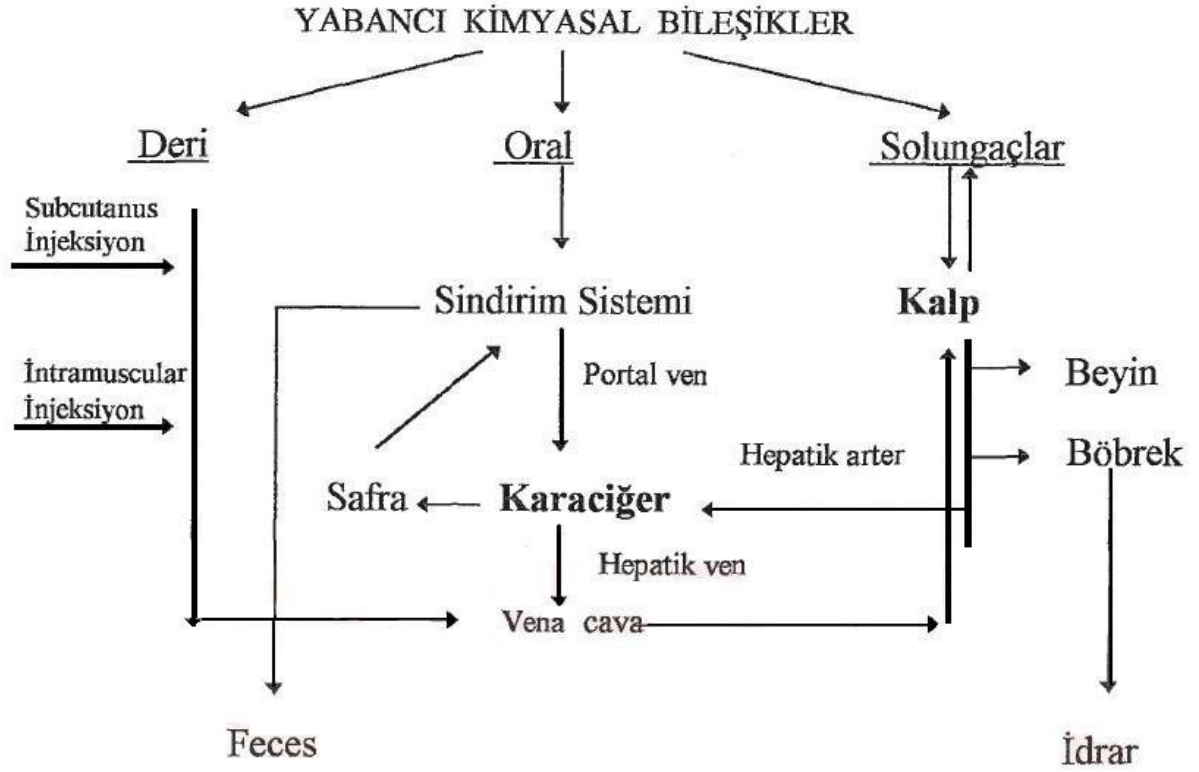 YABANCI KİMYASAL BİLEŞİKLER
Deri
Oral
Solungaçlar
Subcutanus
İnjeksiyon
Sindirim Sistemi
Kalp
İntramuscular
İnjeksiyon
Portal ven
Beyin
Hepatik arter
Böbrek
Safra
Karaciğer
Hepatik ven
Vena cava
Feces
İdrar